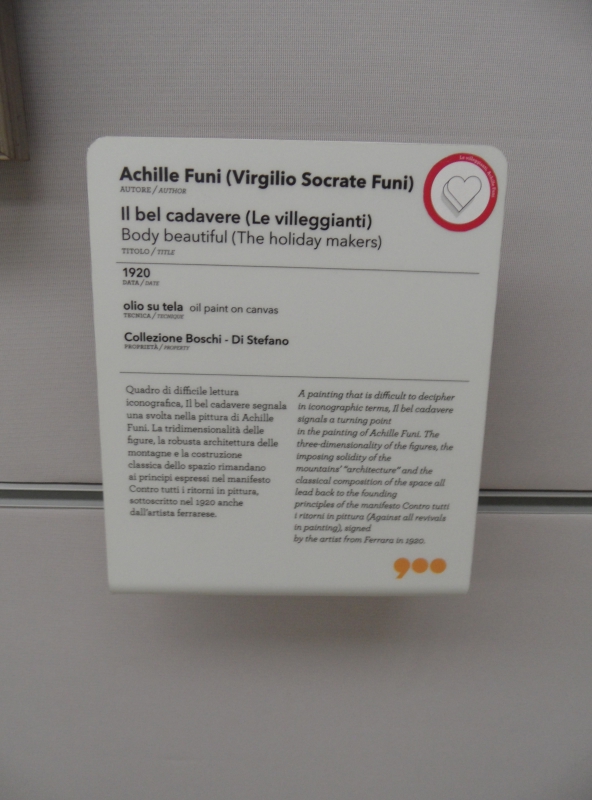 Achille Funi (Virgilio Socrate Funi)
AUTORE / AUTHOR
Il bel cadavere (Le villeggianti)
Body beautiful (The holiday makers)
TITOLO / TITLE
1920
DATA / DATE
olio su tela oil paint on canvas
TECNICA / TECNIQUE
Collezione Boschi - Di Stefano
PROPRIETÀ / PROPERTY
Quadro di difficile lettura
iconografica, Il bel cadavere segnala
una svolta nella pittura di Achille
Funi. La tridimensionalità delle
figure, la robusta architettura delle
montagne e la costruzione
classica dello spazio rimandano
ai principi espressi nel manifesto
Contro tutti i ritorni in pittura,
sottoscritto nel 1920 anche
dall'artista ferrarese.
A painting that is difficult to decipher
in iconographic terms, Il bel cadavere
signals a turning point
in the painting of Achille Funi. The
three-dimensionality of the figures, the
imposing solidity of the
mountains' "architecture" and the
classical composition of the space all
lead back to the founding
principles of the manifesto Contro tutti
i ritorni in pittura (Against all revivals
in painting), signed
by the artist from Ferrara in 1920.
900